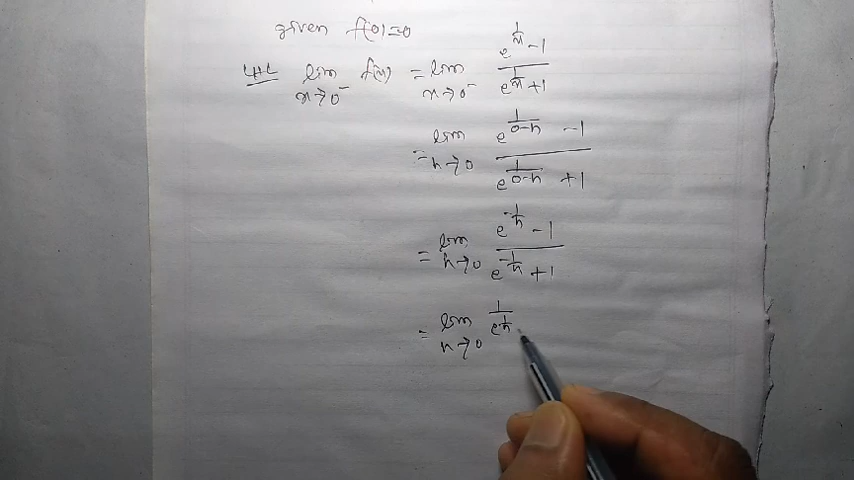 given f(0)=0
LHL lim x→0⁻ f(x) = lim x→0⁻ (e^(1/x) - 1)/(e^(1/x) + 1)
= lim h→0 (e^(1/(0-h)) - 1)/(e^(1/(0-h)) + 1)
= lim h→0 (e^(-1/h) - 1)/(e^(-1/h) + 1)
= lim h→0 1/e^(1/h)